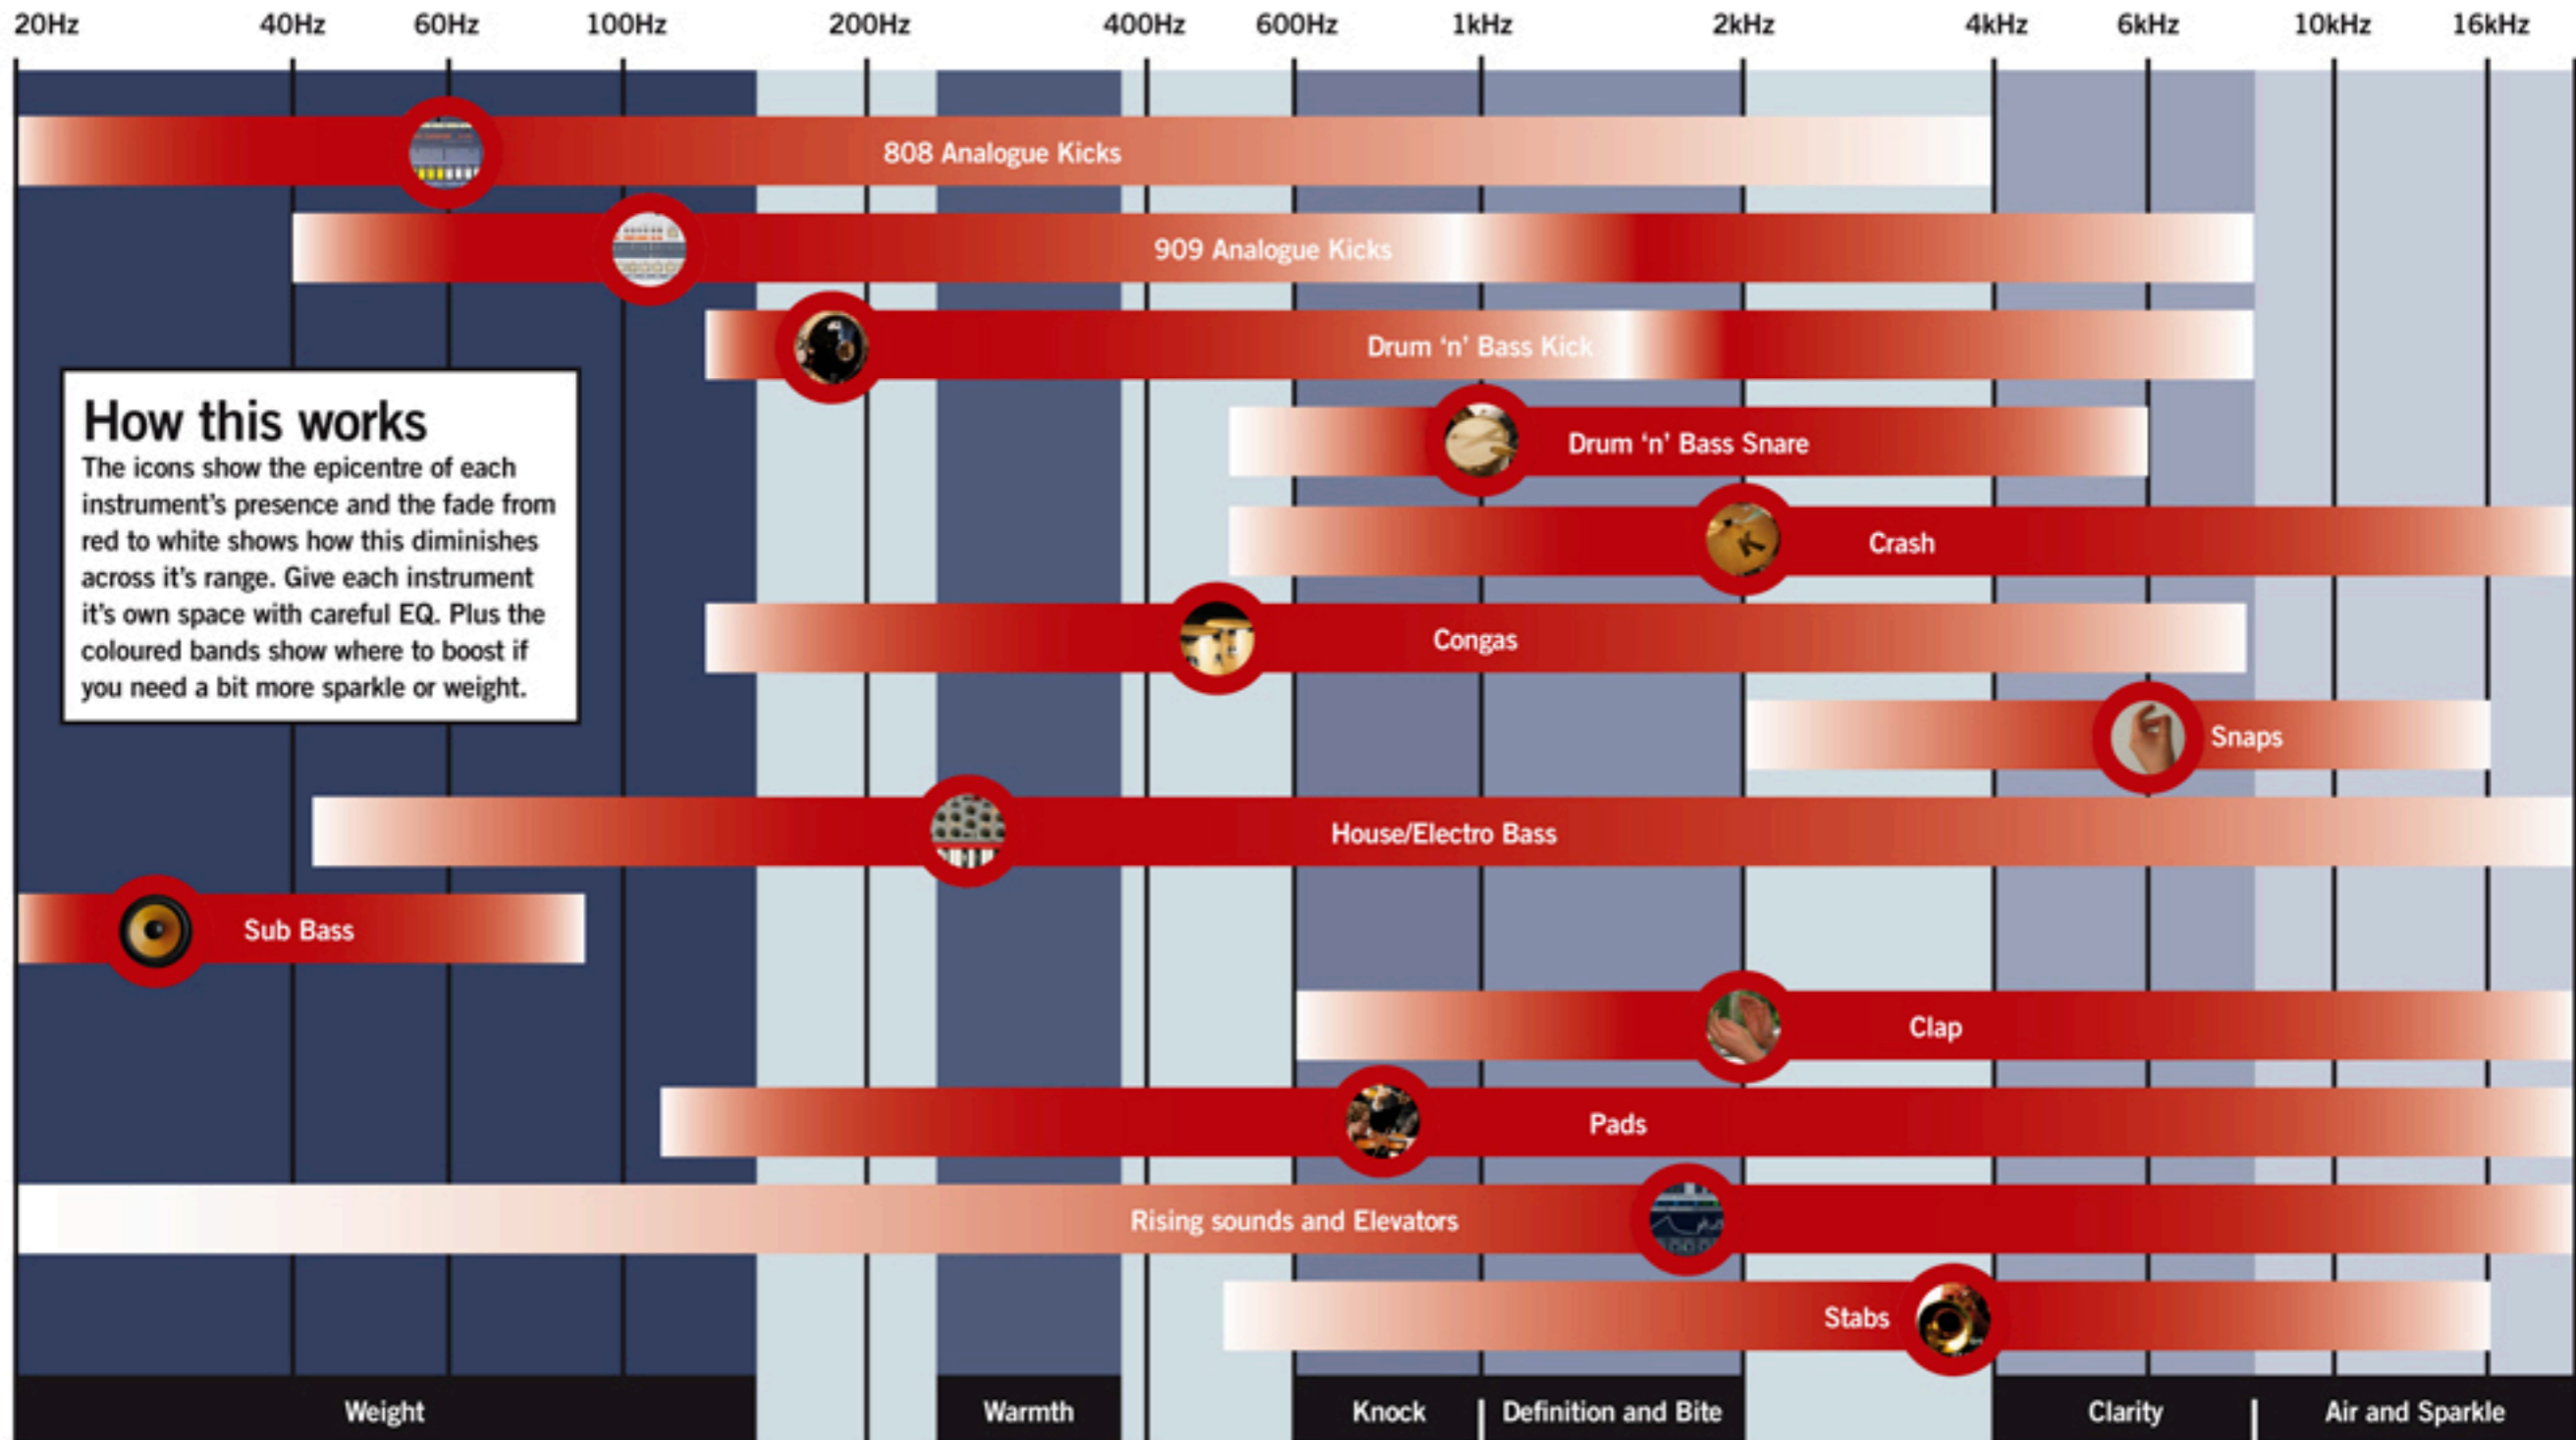 20Hz 40Hz 60Hz 100Hz 200Hz 400Hz 600Hz 1kHz 2kHz 4kHz 6kHz 10kHz 16kHz
808 Analogue Kicks
909 Analogue Kicks
Drum ‘n’ Bass Kick
How this works
The icons show the epicentre of each
instrument’s presence and the fade from
red to white shows how this diminishes
across it’s range. Give each instrument
it’s own space with careful EQ. Plus the
coloured bands show where to boost if
you need a bit more sparkle or weight.
Drum ‘n’ Bass Snare
Crash
Congas
Snaps
House/Electro Bass
Sub Bass
Clap
Pads
Rising sounds and Elevators
Stabs
Weight Warmth Knock Definition and Bite Clarity Air and Sparkle